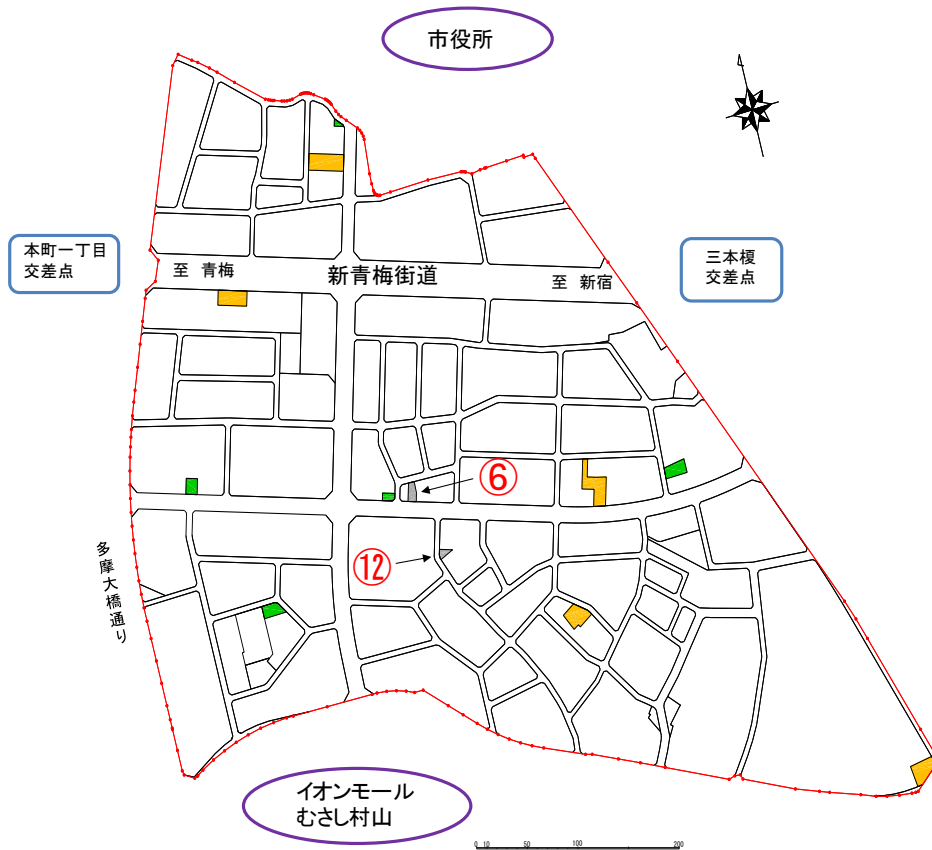 市役所
本町一丁目
交差点
至 青梅
新青梅街道
至 新宿
三本榎
交差点
⑥
⑫
多摩大橋通り
イオンモール
むさし村山
0 10 50 100 200